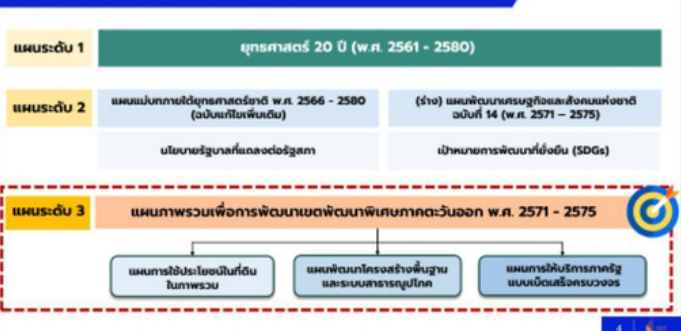 แผนระดับ 1
ยุทธศาสตร์ 20 ปี (พ.ศ. 2561 - 2580)
แผนระดับ 2
แผนแม่บทภายใต้ยุทธศาสตร์ชาติ พ.ศ. 2566 - 2580
(ฉบับแก้ไขเพิ่มเติม)
(ร่าง) แผนพัฒนาเศรษฐกิจและสังคมแห่งชาติ
ฉบับที่ 14 (พ.ศ. 2571 – 2575)
นโยบายรัฐบาลที่แถลงต่อรัฐสภา
เป้าหมายการพัฒนาที่ยั่งยืน (SDGs)
แผนระดับ 3
แผนภาพรวมเพื่อการพัฒนาเขตพัฒนาพิเศษภาคตะวันออก พ.ศ. 2571 - 2575
แผนการใช้ประโยชน์ในที่ดิน
ในภาพรวม
แผนพัฒนาโครงสร้างพื้นฐาน
และระบบสาธารณูปโภค
แผนการให้บริการภาครัฐ
แบบเบ็ดเสร็จครบวงจร
4